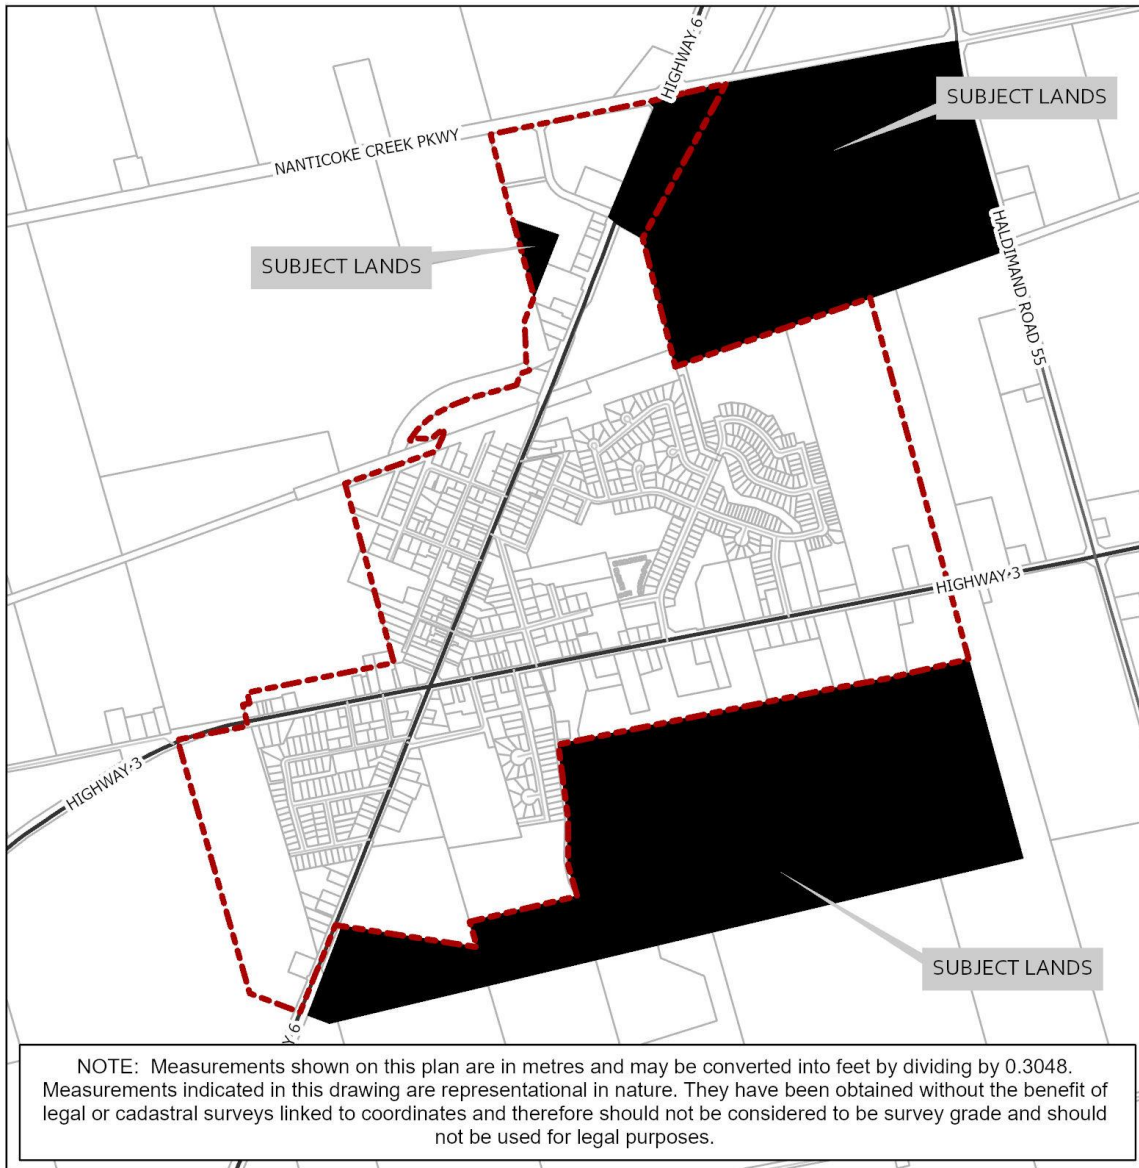 HIGHWAY 6
SUBJECT LANDS
NANTICOKE CREEK PKWY
SUBJECT LANDS
HALDIMAND ROAD 55
HIGHWAY 3
HIGHWAY 3
SUBJECT LANDS
Y 6
NOTE: Measurements shown on this plan are in metres and may be converted into feet by dividing by 0.3048.
Measurements indicated in this drawing are representational in nature. They have been obtained without the benefit of
legal or cadastral surveys linked to coordinates and therefore should not be considered to be survey grade and should
not be used for legal purposes.